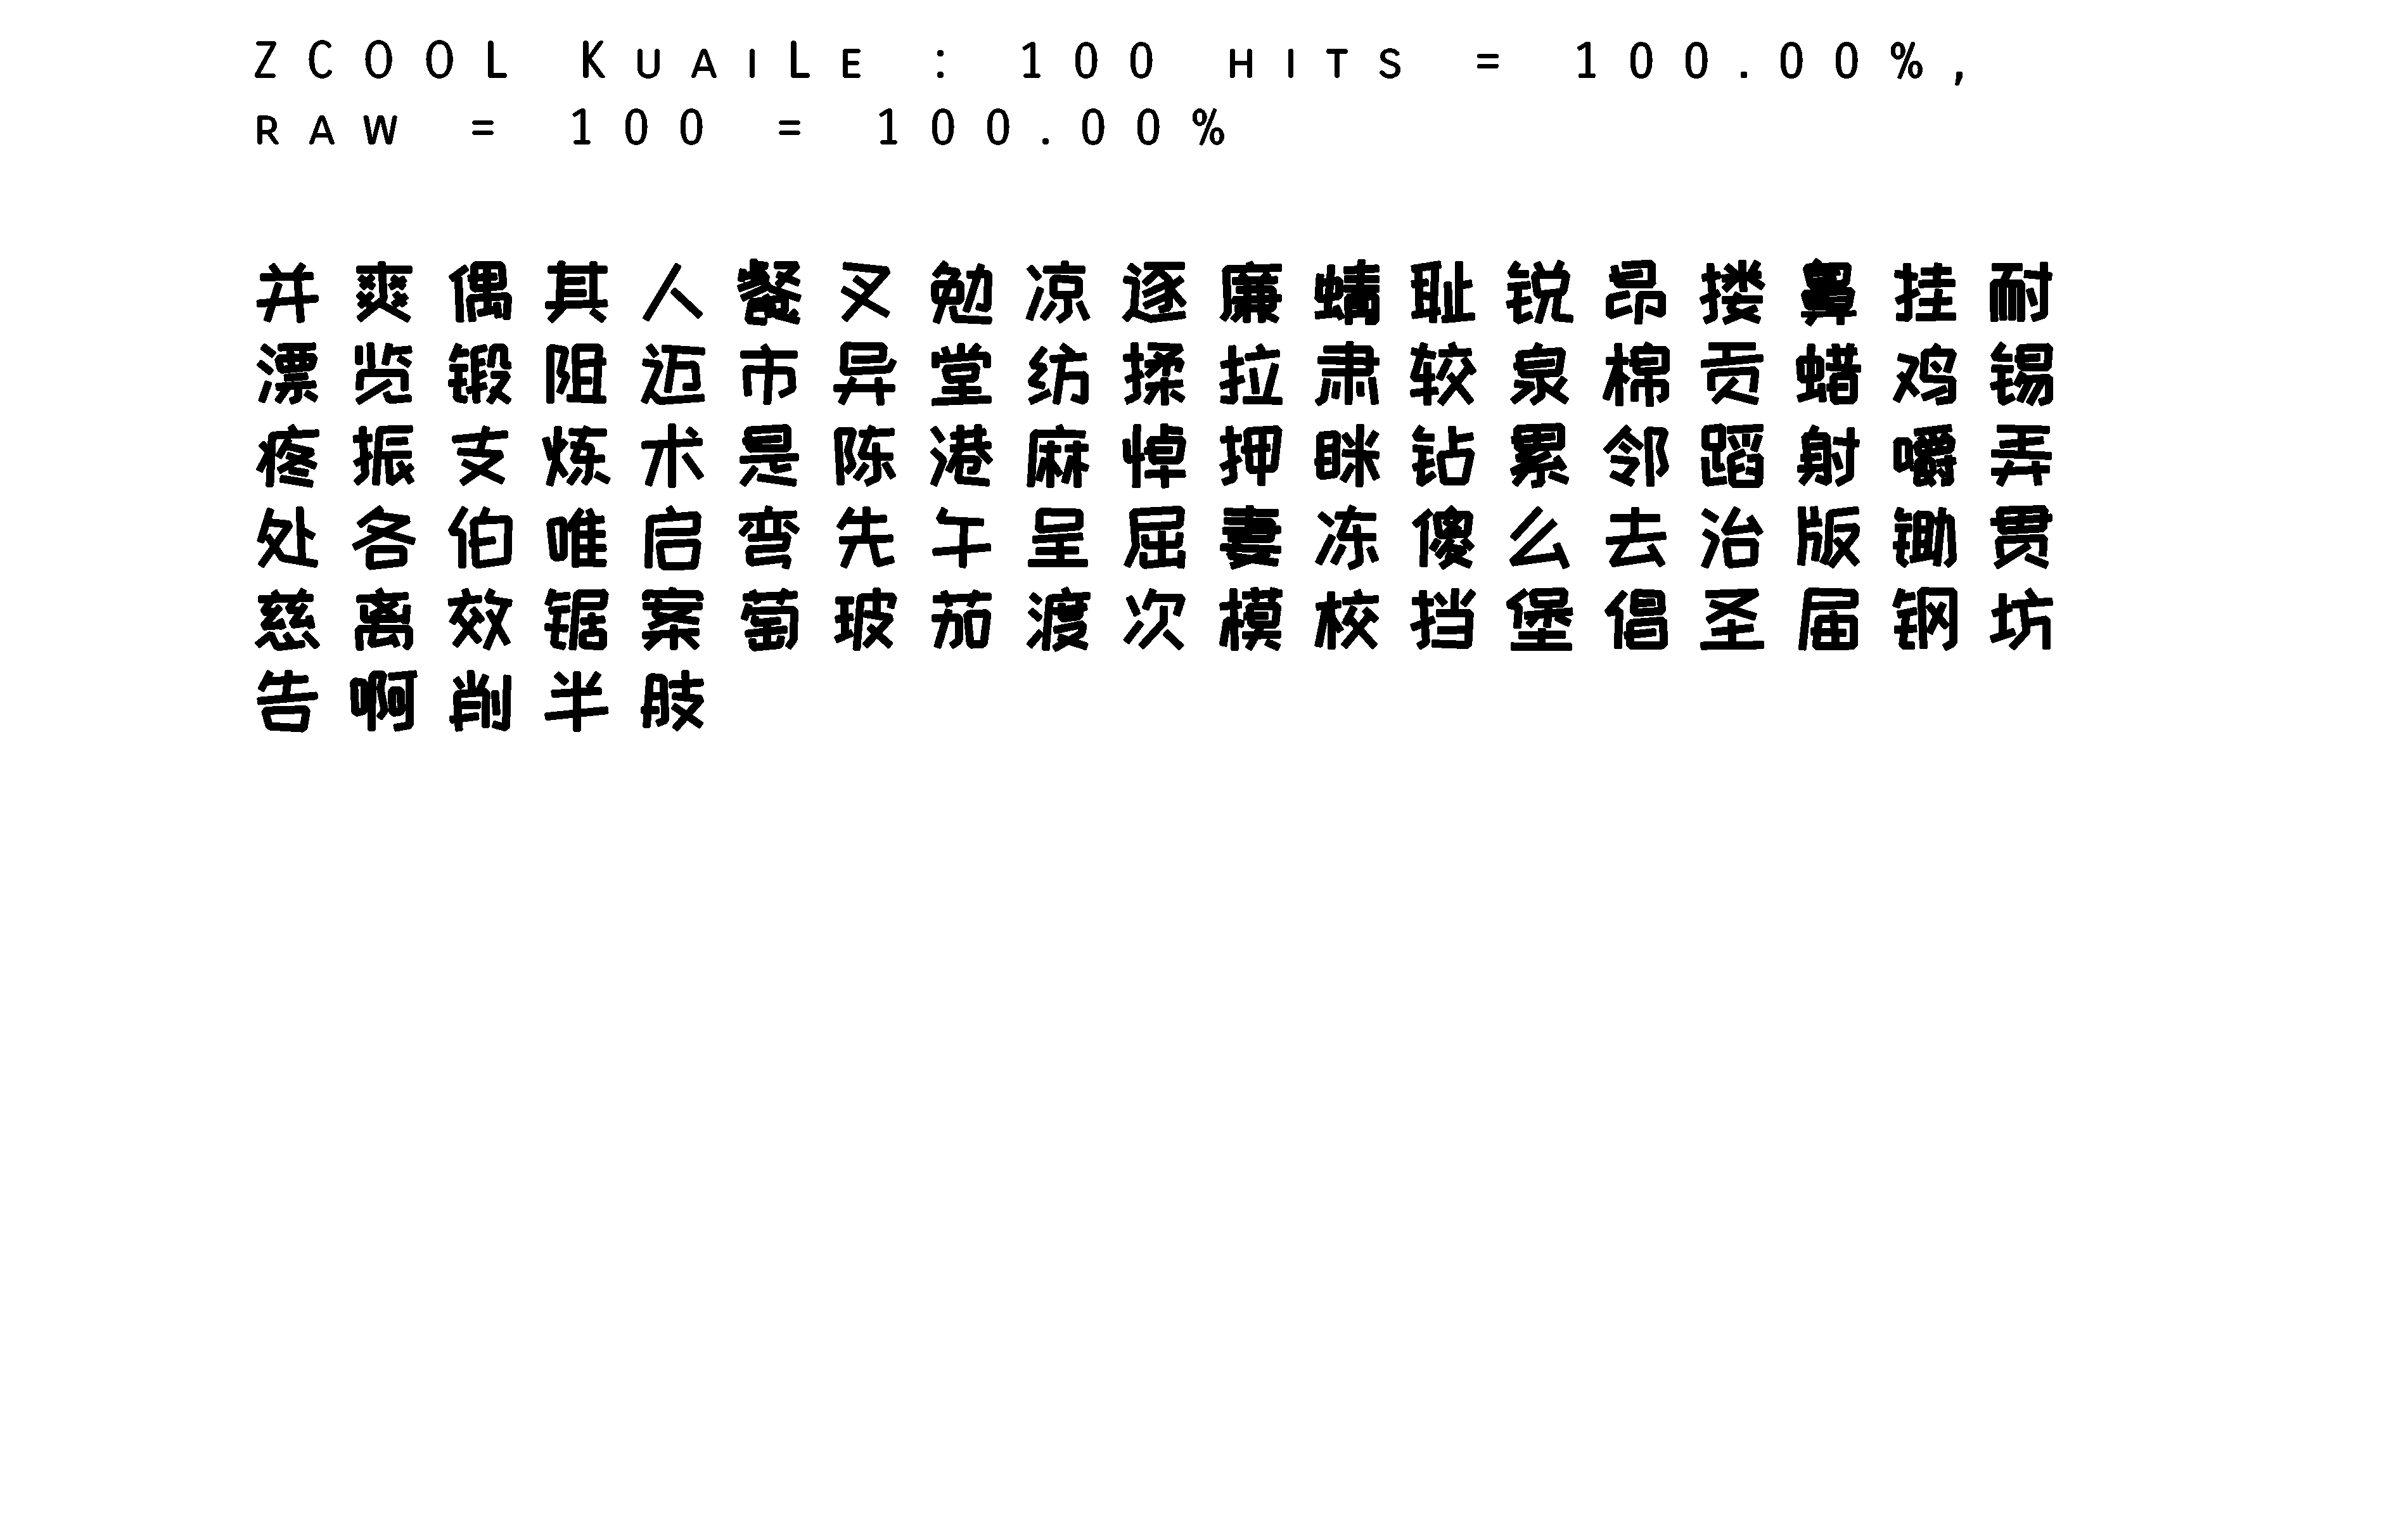 ZCOOL KuaiLe : 100 hits = 100.00%,
raw = 100 = 100.00%
并爽偶其人餐叉勉凉逐廉蜻耻锐昂搂鼻挂耐
漂览锻阻迈市异堂纺揉拉肃较泉棉贡蜡鸡锡
疼振支炼术是陈港麻悼押眯钻累邻蹈射嚼弄
处各伯唯启弯先午呈屈妻冻傻么去治版锄贯
慈离效锯案萄玻茄渡次模校挡堡倡圣届钢坊
告啊削半肢